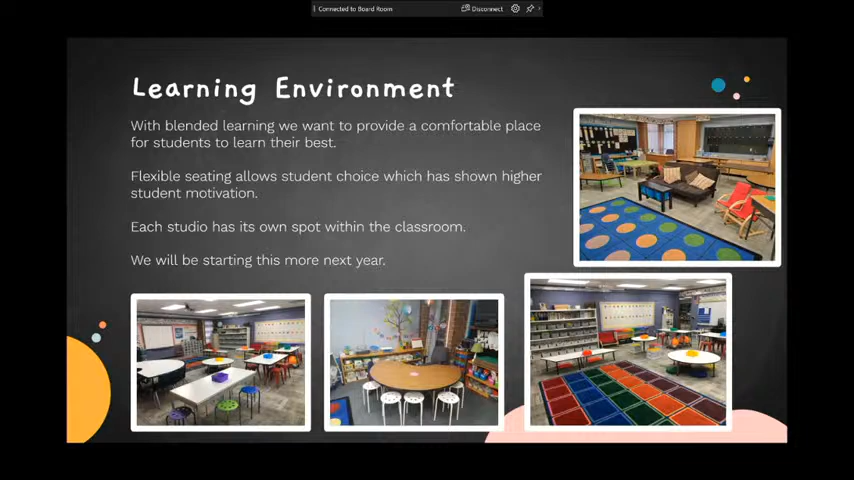 Connected to Board Room
Disconnect
Learning Environment
With blended learning we want to provide a comfortable place
for students to learn their best.
Flexible seating allows student choice which has shown higher
student motivation.
Each studio has its own spot within the classroom.
We will be starting this more next year.